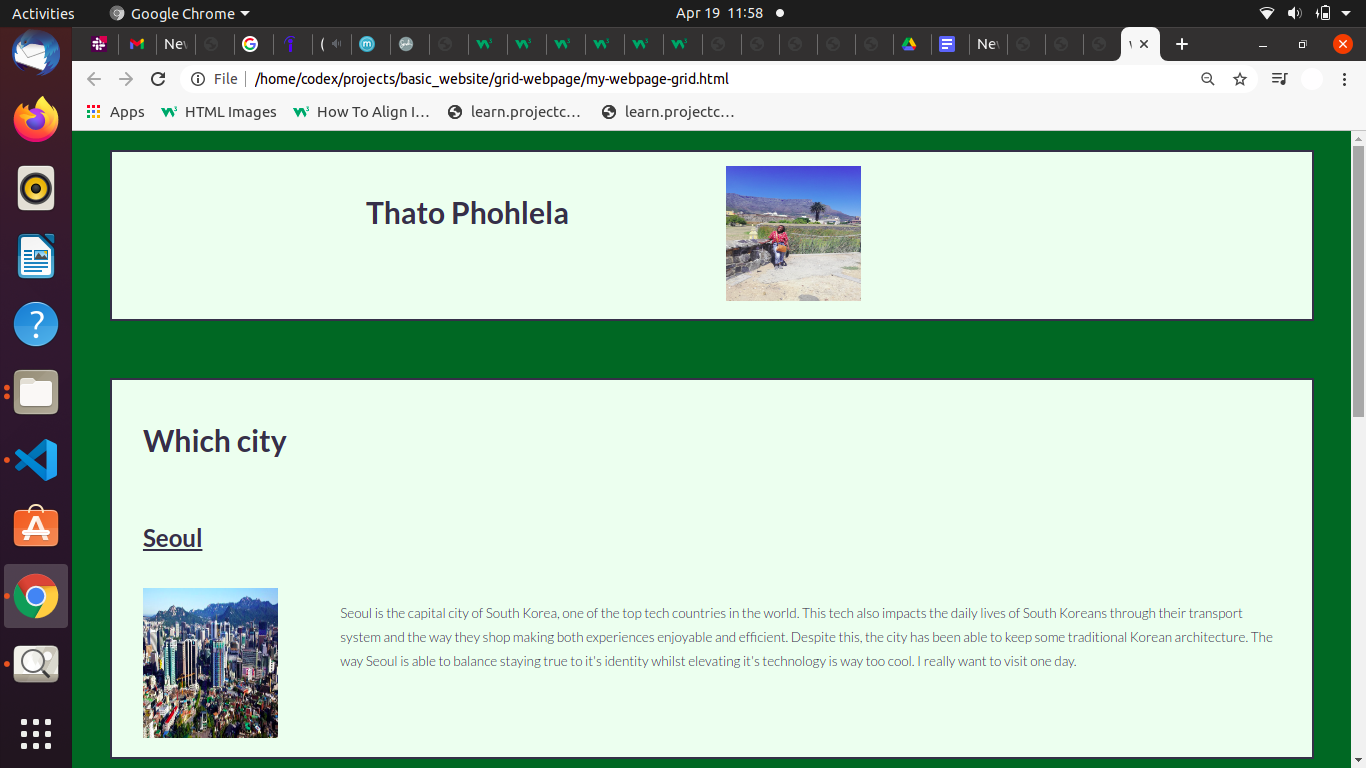 Activities Google Chrome Apr 19 11:58
Nev ( Nev
File /home/codex/projects/basic_website/grid-webpage/my-webpage-grid.html
Apps HTML Images How To Align I... learn.projectc... learn.projectc...
Thato Phohlela
Which city
Seoul
Seoul is the capital city of South Korea, one of the top tech countries in the world. This tech also impacts the daily lives of South Koreans through their transport
system and the way they shop making both experiences enjoyable and efficient. Despite this, the city has been able to keep some traditional Korean architecture. The
way Seoul is able to balance staying true to it's identity whilst elevating it's technology is way too cool. I really want to visit one day.